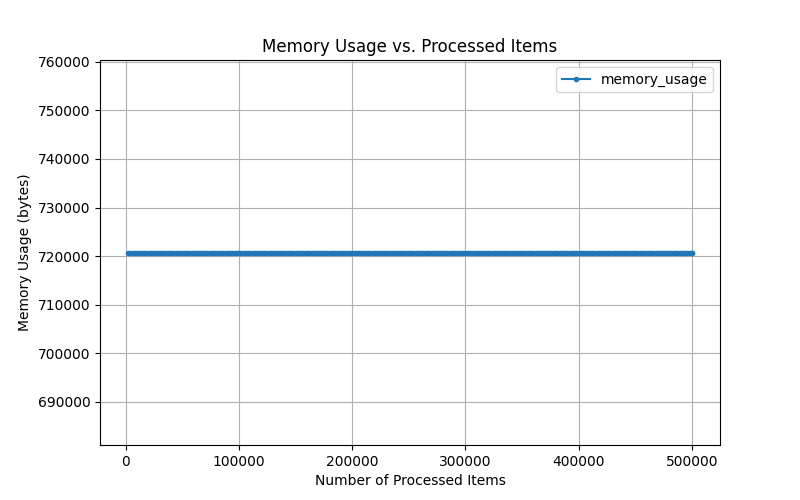 Memory Usage vs. Processed Items
760000
750000
740000
730000
720000
710000
700000
690000
Memory Usage (bytes)
memory_usage
0 100000 200000 300000 400000 500000
Number of Processed Items